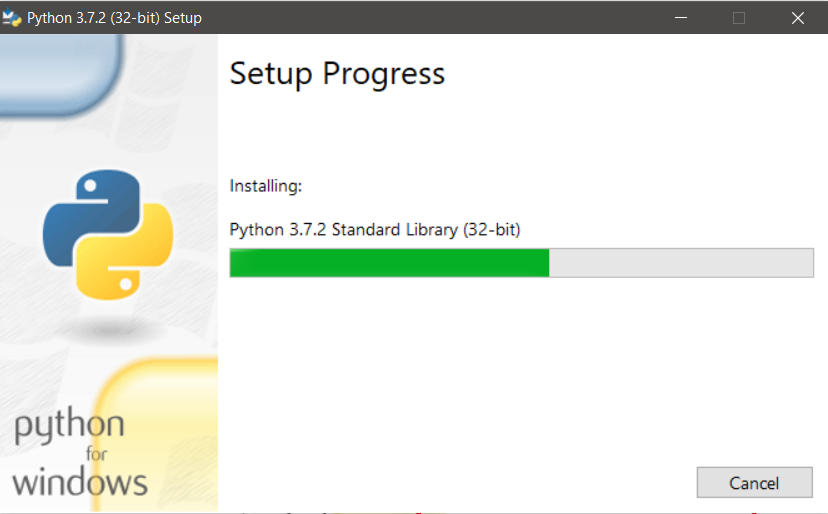 Python 3.7.2 (32-bit) Setup
Setup Progress
Installing:
Python 3.7.2 Standard Library (32-bit)
python
for
windows
Cancel